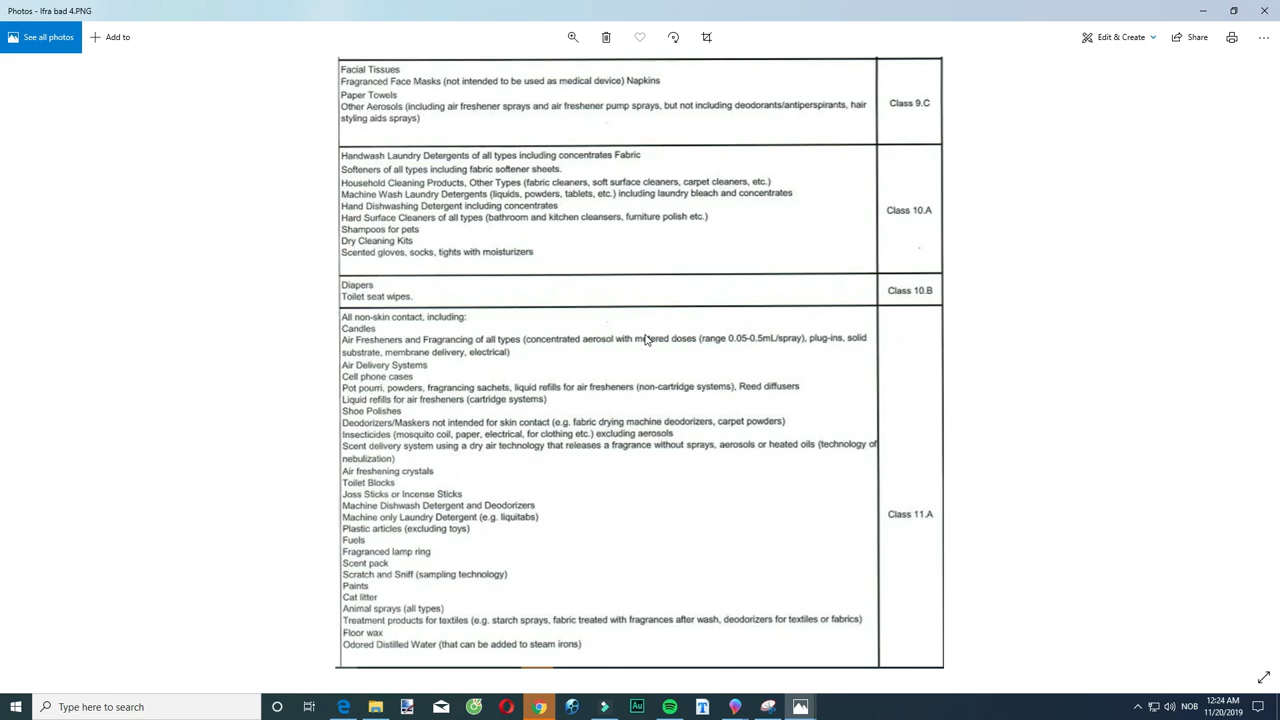 Photos - Ifra bad 4.PNG
See all photos
Add to
Edit & Create
Share
Facial Tissues
Fragranced Face Masks (not intended to be used as medical device) Napkins
Paper Towels
Other Aerosols (including air freshener sprays and air freshener pump sprays, but not including deodorants/antiperspirants, hair
styling aids sprays)
Class 9.C
Handwash Laundry Detergents of all types including concentrates Fabric
Softeners of all types including fabric softener sheets.
Household Cleaning Products, Other Types (fabric cleaners, soft surface cleaners, carpet cleaners, etc.)
Machine Wash Laundry Detergents (liquids, powders, tablets, etc.) including laundry bleach and concentrates
Hand Dishwashing Detergent including concentrates
Hard Surface Cleaners of all types (bathroom and kitchen cleansers, furniture polish etc.)
Shampoos for pets
Dry Cleaning Kits
Scented gloves, socks, tights with moisturizers
Class 10.A
Diapers
Toilet seat wipes.
Class 10.B
All non-skin contact, including:
Candles
Air Fresheners and Fragrancing of all types (concentrated aerosol with metered doses (range 0.05-0.5mL/spray), plug-ins, solid
substrate, membrane delivery, electrical)
Air Delivery Systems
Cell phone cases
Pot pourri, powders, fragrancing sachets, liquid refills for air fresheners (non-cartridge systems), Reed diffusers
Liquid refills for air fresheners (cartridge systems)
Shoe Polishes
Deodorizers/Maskers not intended for skin contact (e.g. fabric drying machine deodorizers, carpet powders)
Insecticides (mosquito coil, paper, electrical, for clothing etc.) excluding aerosols
Scent delivery system using a dry air technology that releases a fragrance without sprays, aerosols or heated oils (technology of
nebulization)
Air freshening crystals
Toilet Blocks
Joss Sticks or Incense Sticks
Machine Dishwash Detergent and Deodorizers
Machine only Laundry Detergent (e.g. liquitabs)
Plastic articles (excluding toys)
Fuels
Fragranced lamp ring
Scent pack
Scratch and Sniff (sampling technology)
Paints
Cat litter
Animal sprays (all types)
Treatment products for textiles (e.g. starch sprays, fabric treated with fragrances after wash, deodorizers for textiles or fabrics)
Floor wax
Odored Distilled Water (that can be added to steam irons)
Class 11.A
Type here to search
Au
T
NOB
12:24 AM
11/20/2019